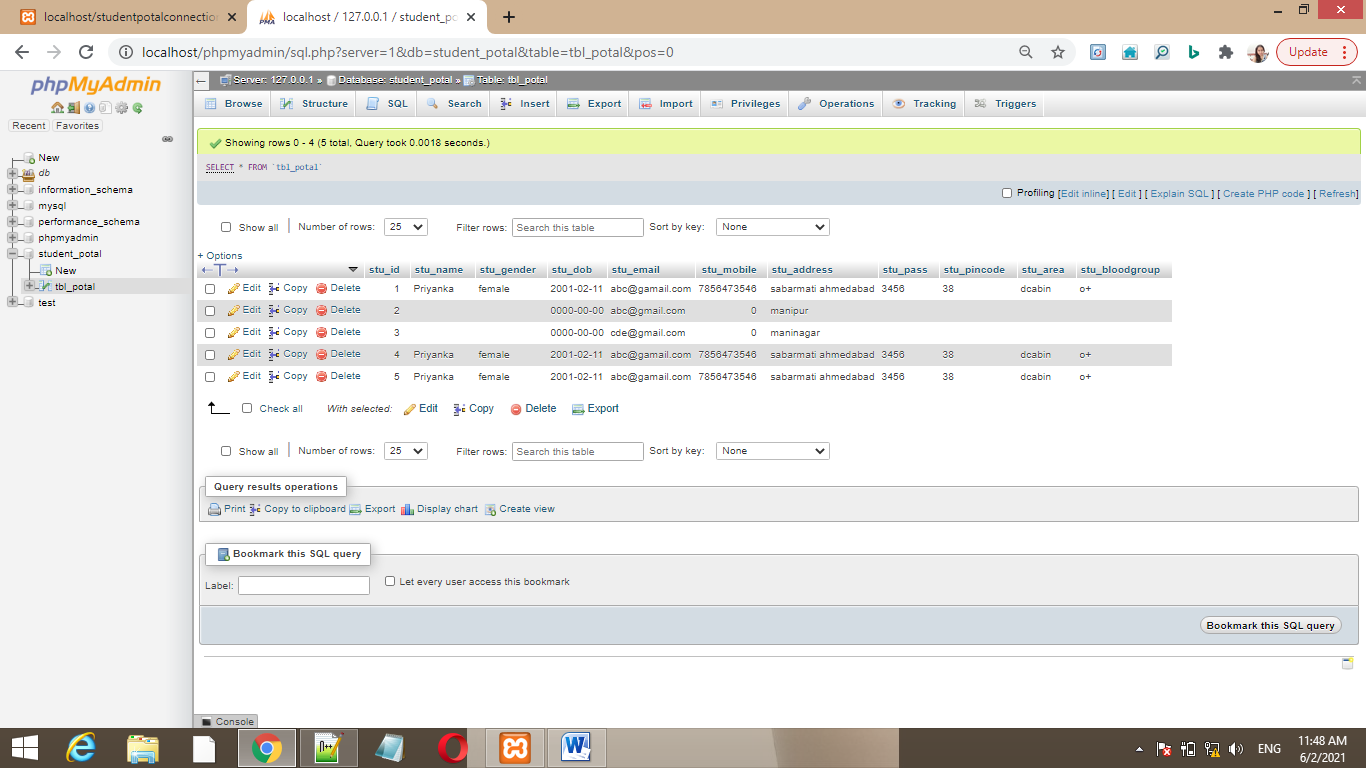 localhost/studentpotalconnection
localhost / 127.0.0.1 / student_po
localhost/phpmyadmin/sql.php?server=1&db=student_potal&table=tbl_potal&pos=0
Update
phpMyAdmin
Recent Favorites
New
db
information_schema
mysql
performance_schema
phpmyadmin
student_potal
New
tbl_potal
test
Server: 127.0.0.1 » Database: student_potal » Table: tbl_potal
Browse Structure SQL Search Insert Export Import Privileges Operations Tracking Triggers
Showing rows 0 - 4 (5 total, Query took 0.0018 seconds.)
SELECT * FROM `tbl_potal`
Profiling [Edit inline] [ Edit ] [ Explain SQL ] [ Create PHP code ] [ Refresh]
Show all Number of rows: 25 Filter rows: Search this table Sort by key: None
+ Options
←T→ stu_id stu_name stu_gender stu_dob stu_email stu_mobile stu_address stu_pass stu_pincode stu_area stu_bloodgroup
Edit Copy Delete 1 Priyanka female 2001-02-11 abc@gamail.com 7856473546 sabarmati ahmedabad 3456 38 dcabin o+
Edit Copy Delete 2 0000-00-00 abc@gmail.com 0 manipur
Edit Copy Delete 3 0000-00-00 cde@gmail.com 0 maninagar
Edit Copy Delete 4 Priyanka female 2001-02-11 abc@gamail.com 7856473546 sabarmati ahmedabad 3456 38 dcabin o+
Edit Copy Delete 5 Priyanka female 2001-02-11 abc@gamail.com 7856473546 sabarmati ahmedabad 3456 38 dcabin o+
Check all With selected: Edit Copy Delete Export
Show all Number of rows: 25 Filter rows: Search this table Sort by key: None
Query results operations
Print Copy to clipboard Export Display chart Create view
Bookmark this SQL query
Label: Let every user access this bookmark
Bookmark this SQL query
Console
ENG
11:48 AM
6/2/2021